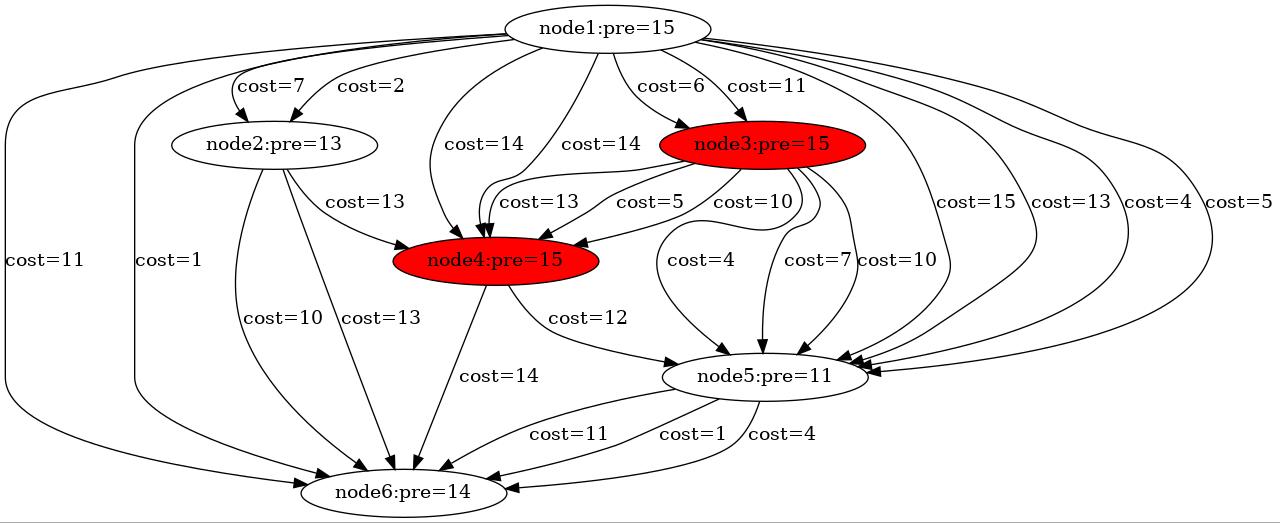 node1:pre=15
cost=7
cost=2
cost=6
cost=11
node2:pre=13
node3:pre=15
cost=14
cost=14
cost=13
cost=13
cost=5
cost=10
cost=15
cost=13
cost=4
cost=5
cost=11
cost=1
node4:pre=15
cost=4
cost=7
cost=10
cost=10
cost=13
cost=12
cost=14
node5:pre=11
cost=11
cost=1
cost=4
node6:pre=14